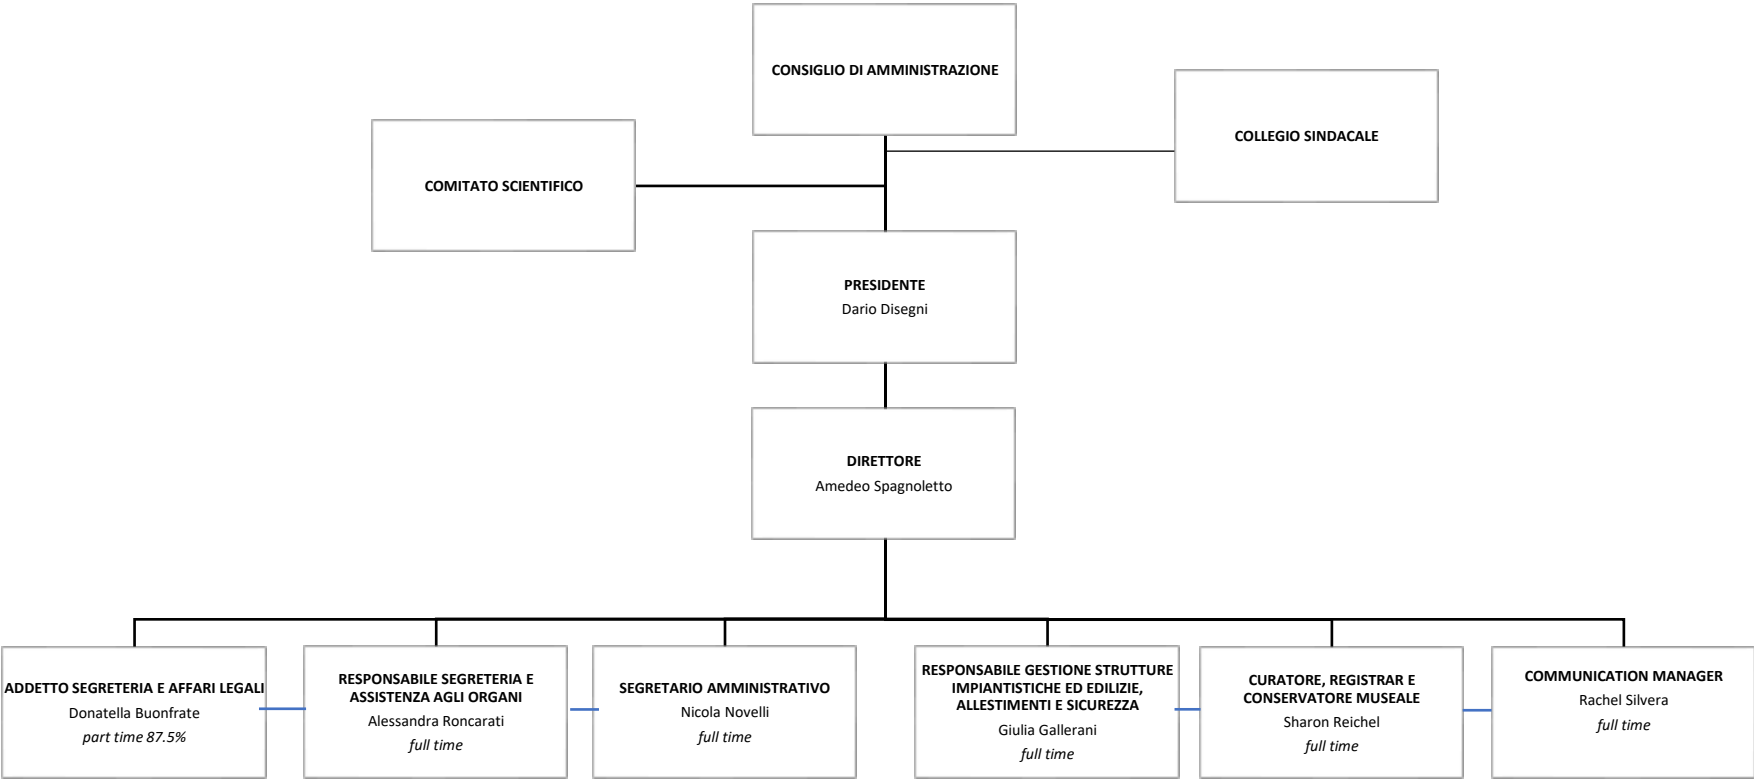 CONSIGLIO DI AMMINISTRAZIONE
COLLEGIO SINDACALE
COMITATO SCIENTIFICO
PRESIDENTE
Dario Disegni
DIRETTORE
Amedeo Spagnoletto
ADDETTO SEGRETERIA E AFFARI LEGALI
Donatella Buonfrate
part time 87.5%
RESPONSABILE SEGRETERIA E
ASSISTENZA AGLI ORGANI
Alessandra Roncarati
full time
SEGRETARIO AMMINISTRATIVO
Nicola Novelli
full time
RESPONSABILE GESTIONE STRUTTURE
IMPIANTISTICHE ED EDILIZIE,
ALLESTIMENTI E SICUREZZA
Giulia Gallerani
full time
CURATORE, REGISTRAR E
CONSERVATORE MUSEALE
Sharon Reichel
full time
COMMUNICATION MANAGER
Rachel Silvera
full time